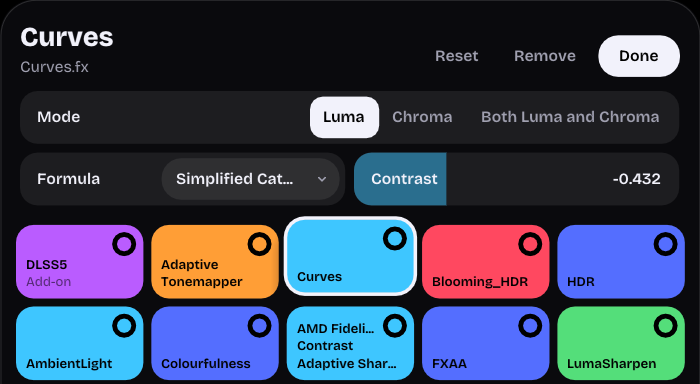 Curves
Curves.fx
Reset
Remove
Done
Mode
Luma
Chroma
Both Luma and Chroma
Formula
Simplified Cat...
Contrast
-0.432
DLSS5
Add-on
Adaptive
Tonemapper
Curves
Blooming_HDR
HDR
AmbientLight
Colourfulness
AMD Fideli...
Contrast
Adaptive Shar...
FXAA
LumaSharpen